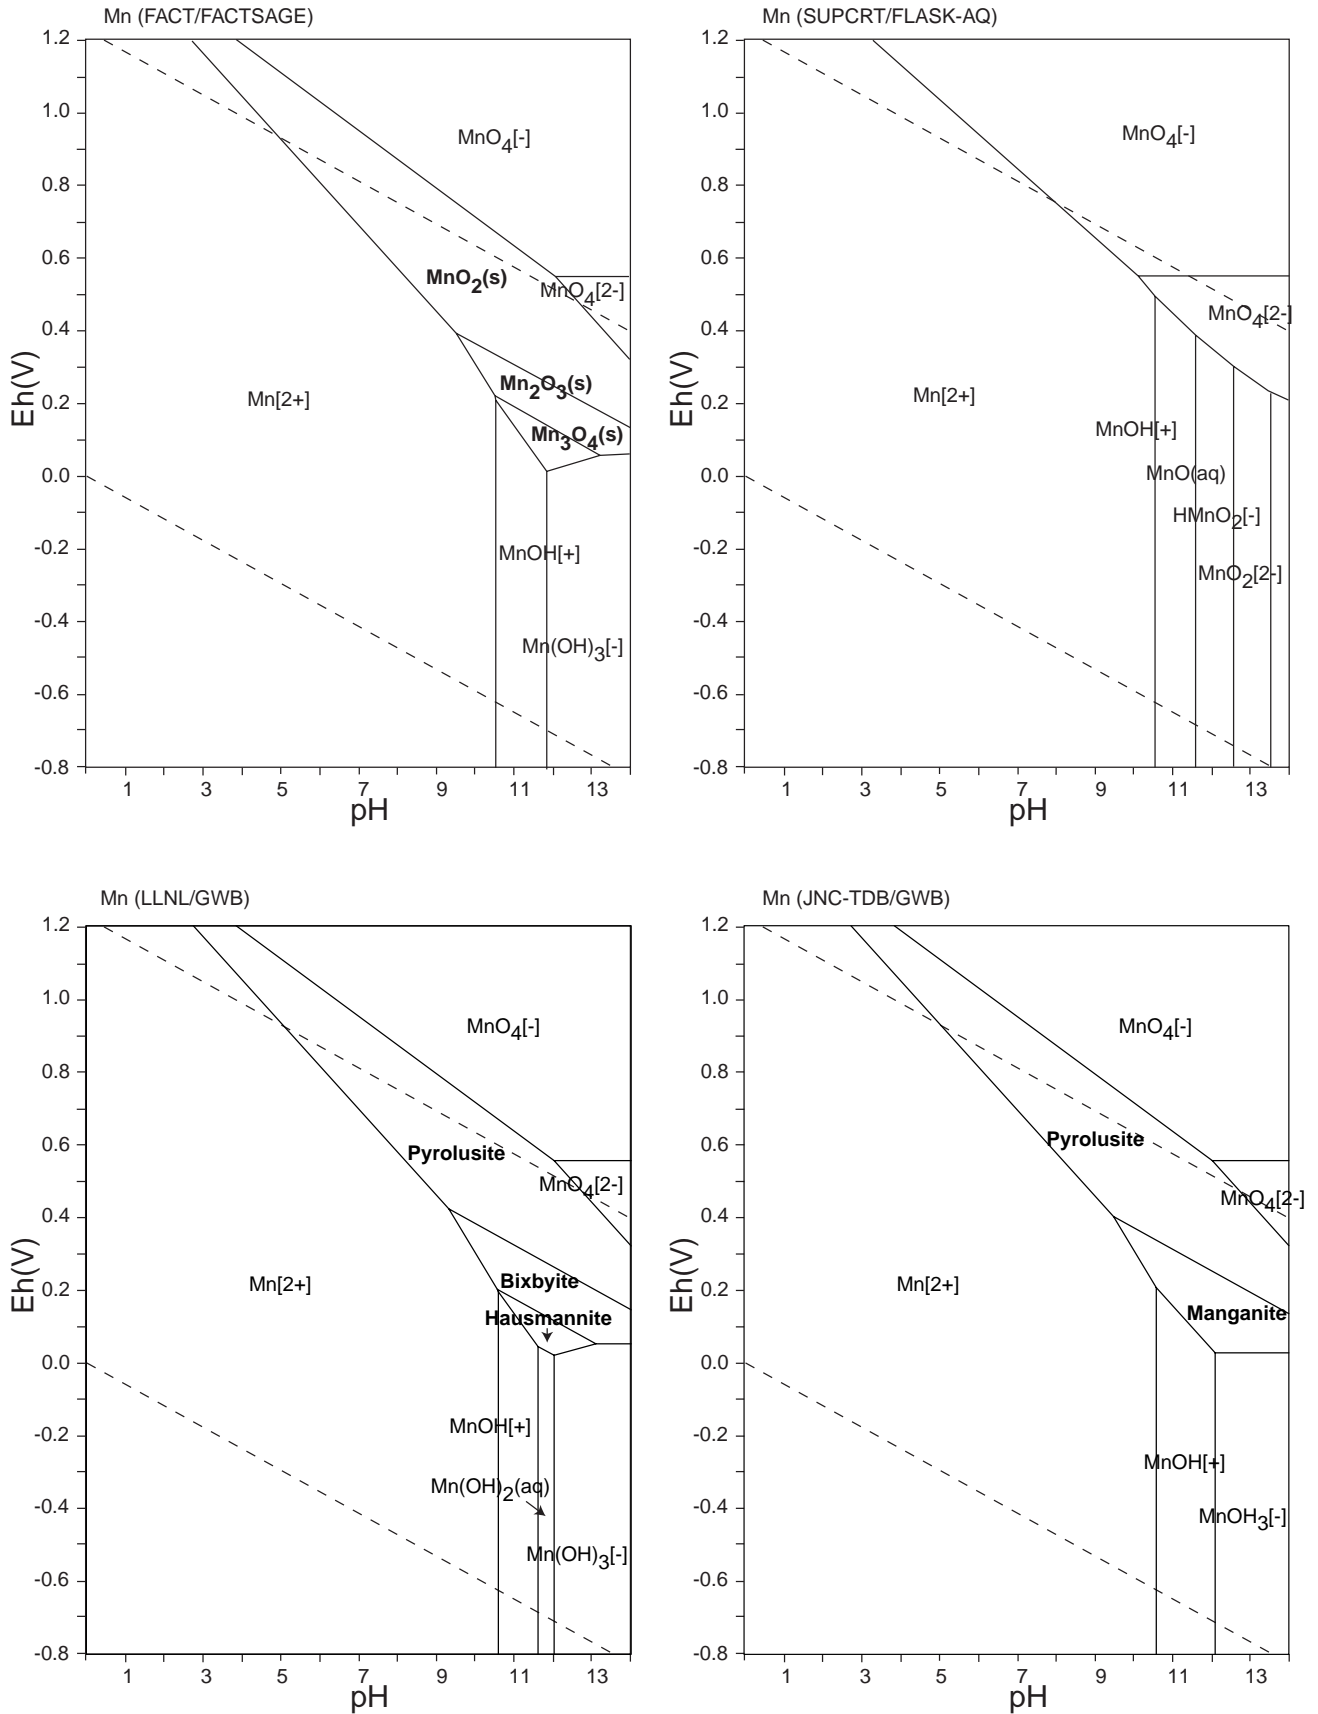 Mn (FACT/FACTSAGE)
1.2
1.0
0.8
0.6
0.4
0.2
0.0
-0.2
-0.4
-0.6
-0.8
Eh(V)
MnO4[-]
MnO2(s)
MnO4[2-]
Mn2O3(s)
Mn[2+]
Mn3O4(s)
MnOH[+]
Mn(OH)3[-]
1 3 5 7 9 11 13
pH
Mn (SUPCRT/FLASK-AQ)
1.2
1.0
0.8
0.6
0.4
0.2
0.0
-0.2
-0.4
-0.6
-0.8
Eh(V)
MnO4[-]
MnO4[2-]
Mn[2+]
MnOH[+]
MnO(aq)
HMnO2[-]
MnO2[2-]
1 3 5 7 9 11 13
pH
Mn (LLNL/GWB)
1.2
1.0
0.8
0.6
0.4
0.2
0.0
-0.2
-0.4
-0.6
-0.8
Eh(V)
MnO4[-]
Pyrolusite
MnO4[2-]
Bixbyite
Mn[2+]
Hausmannite
MnOH[+]
Mn(OH)2(aq)
Mn(OH)3[-]
1 3 5 7 9 11 13
pH
Mn (JNC-TDB/GWB)
1.2
1.0
0.8
0.6
0.4
0.2
0.0
-0.2
-0.4
-0.6
-0.8
Eh(V)
MnO4[-]
Pyrolusite
MnO4[2-]
Mn[2+]
Manganite
MnOH[+]
MnOH3[-]
1 3 5 7 9 11 13
pH